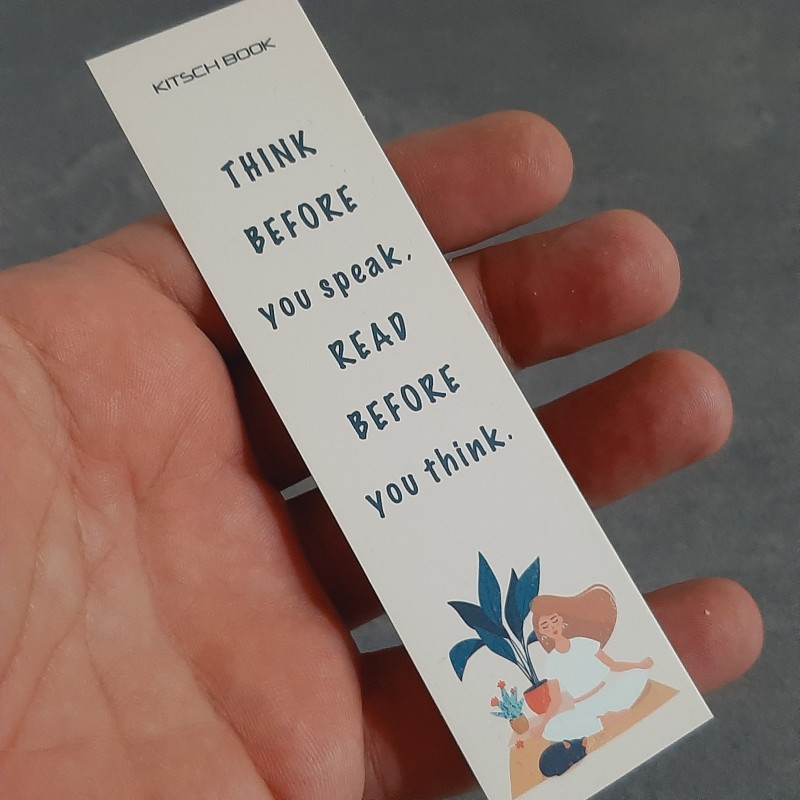 KITSCH BOOK
THINK
BEFORE
you speak.
READ
BEFORE
you think.